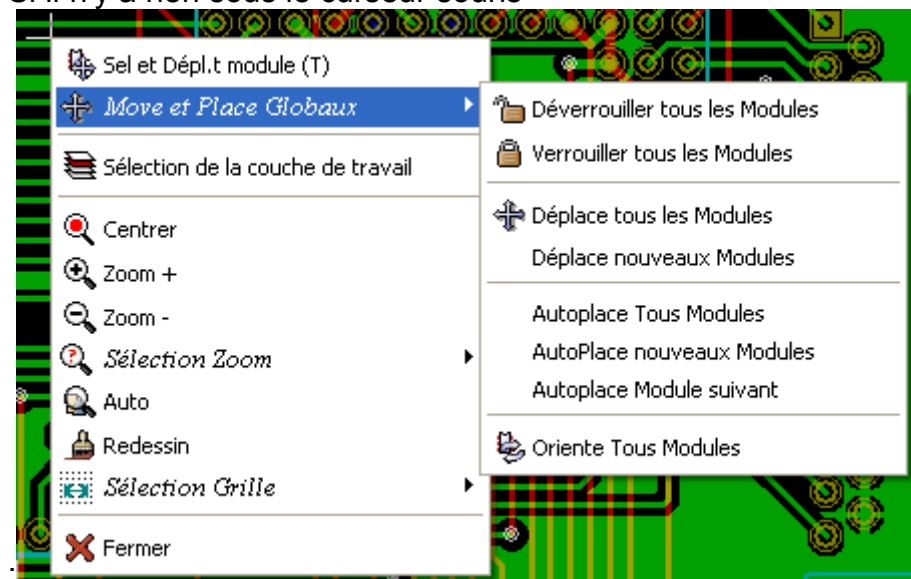 Sel et Dépl.t module (T)
Move et Place Globaux
Sélection de la couche de travail
Centrer
Zoom +
Zoom -
Sélection Zoom
Auto
Redessin
Sélection Grille
Fermer
Déverrouiller tous les Modules
Verrouiller tous les Modules
Déplace tous les Modules
Déplace nouveaux Modules
Autoplace Tous Modules
AutoPlace nouveaux Modules
Autoplace Module suivant
Oriente Tous Modules
.